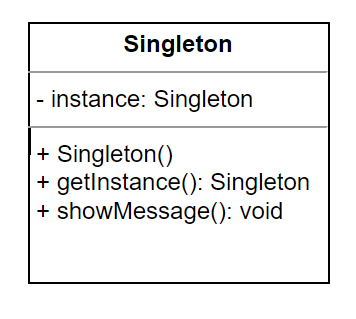 Singleton
- instance: Singleton
+ Singleton()
+ getInstance(): Singleton
+ showMessage(): void